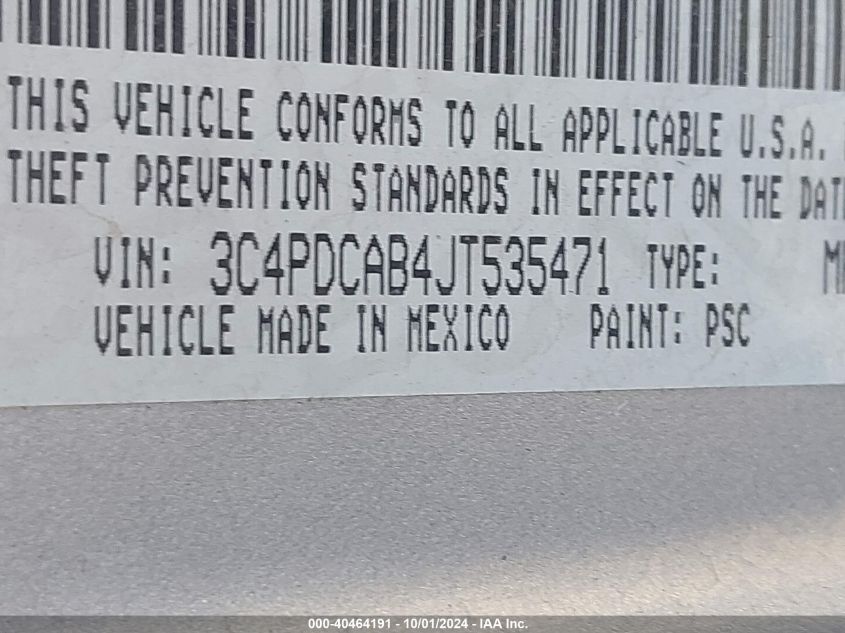 THIS VEHICLE CONFORMS TO ALL APPLICABLE U.S.A.
THEFT PREVENTION STANDARDS IN EFFECT ON THE
VIN: 3C4PDCAB4JT535471 TYPE:
VEHICLE MADE IN MEXICO PAINT: PSC
000-40464191 - 10/01/2024 - IAA Inc.